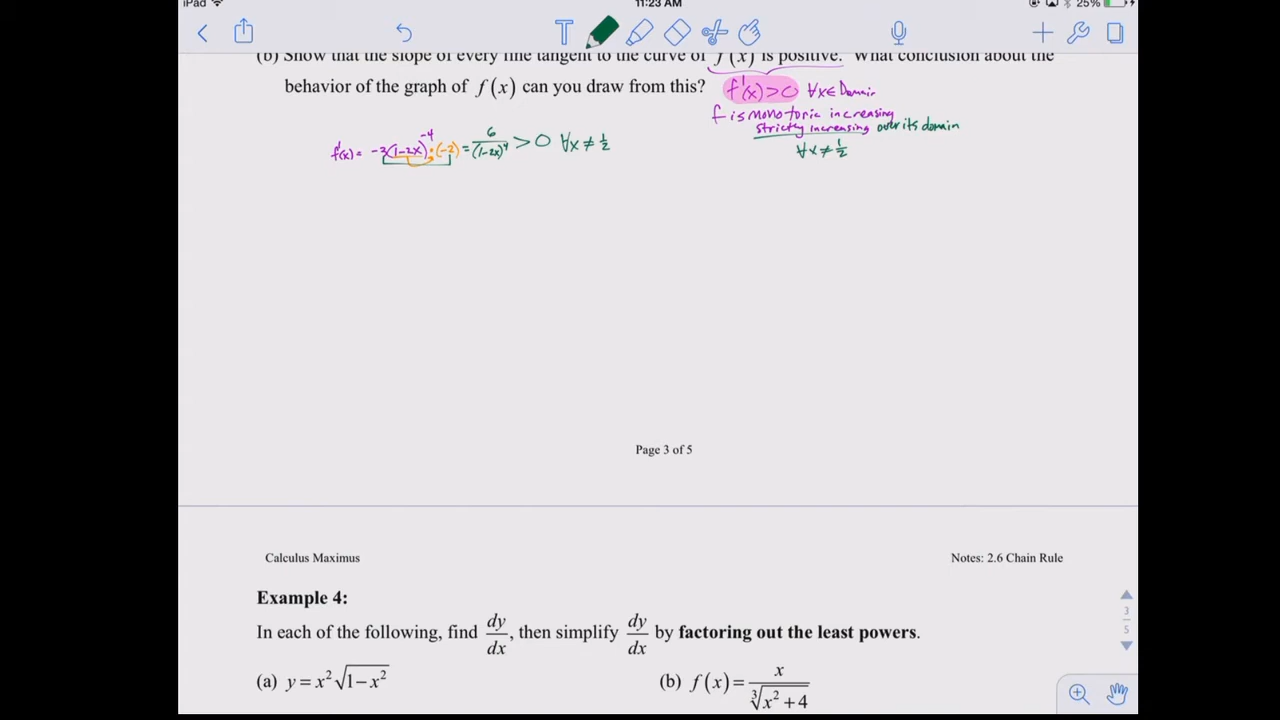 iPad 11:23 AM 25%
(b) Show that the slope of every line tangent to the curve of f(x) is positive. What conclusion about the
behavior of the graph of f(x) can you draw from this? f'(x)>0 ∀x∈Domain
f is monotonic increasing
strictly increasing over its domain
∀x≠1/2
f'(x) = -3(1-2x)^-4·(-2) = 6/(1-2x)^4 > 0 ∀x≠1/2
Page 3 of 5
Calculus Maximus Notes: 2.6 Chain Rule
Example 4:
In each of the following, find dy/dx, then simplify dy/dx by factoring out the least powers.
(a) y = x²√(1−x²) (b) f(x) = x/∛(x²+4)
3
5